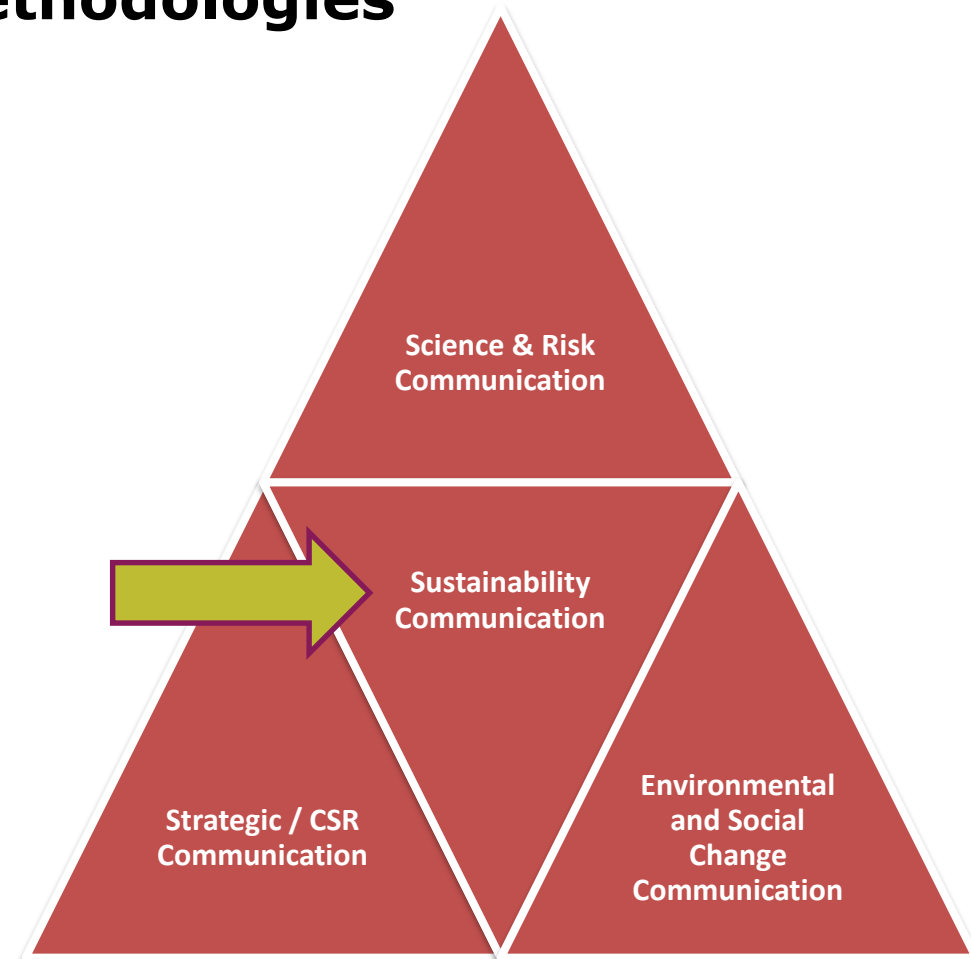 ethodologies
Science & Risk
Communication
Sustainability
Communication
Strategic / CSR
Communication
Environmental
and Social
Change
Communication